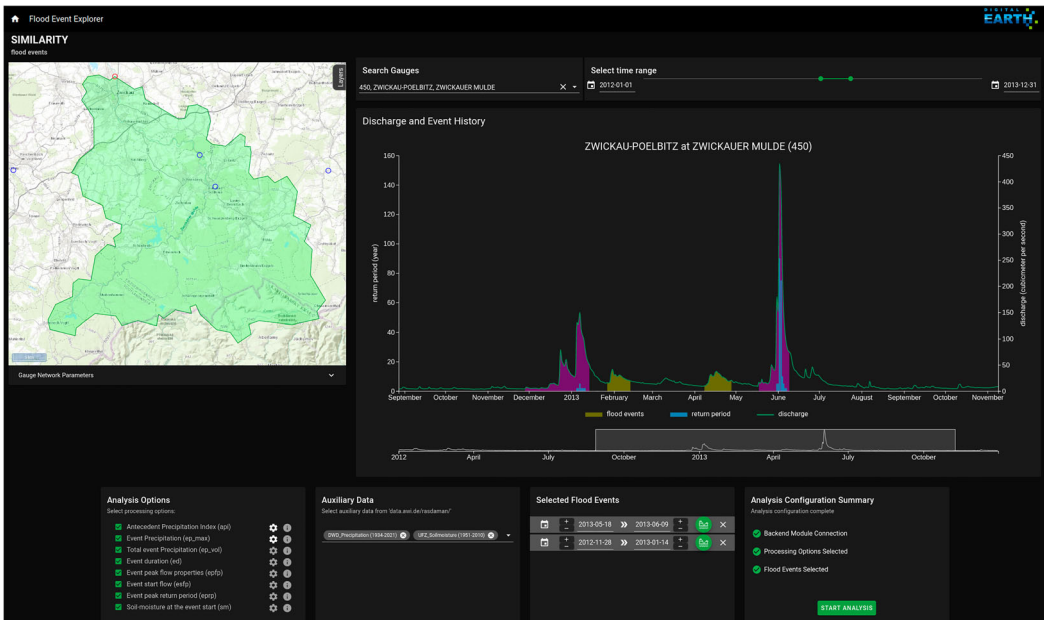 Flood Event Explorer
DIGITAL
EARTH
SIMILARITY
flood events
Layers
Gauge Network Parameters
Search Gauges
450, ZWICKAU-POELBITZ, ZWICKAUER MULDE
Select time range
2012-01-01
2013-12-31
Discharge and Event History
ZWICKAU-POELBITZ at ZWICKAUER MULDE (450)
return period (year)
160
140
120
100
80
60
40
20
0
450
400
350
300
250
200
150
100
50
0
discharge (cubicmeter per second)
September October November December 2013 February March April May June July August September October November
flood events return period discharge
2012 April July October 2013 April July October
Analysis Options
Select processing options:
Antecedent Precipitation Index (api)
Event Precipitation (ep_max)
Total event Precipitation (ep_vol)
Event duration (ed)
Event peak flow properties (epfp)
Event start flow (esfp)
Event peak return period (eprp)
Soil-moisture at the event start (sm)
Auxiliary Data
Select auxiliary data from 'data.awi.de/rasdaman/'
DWD_Precipitation (1934-2021) UFZ_Soilmoisture (1951-2010)
Selected Flood Events
2013-05-18 2013-06-09
2012-11-28 2013-01-14
Analysis Configuration Summary
Analysis configuration complete
Backend Module Connection
Processing Options Selected
Flood Events Selected
START ANALYSIS